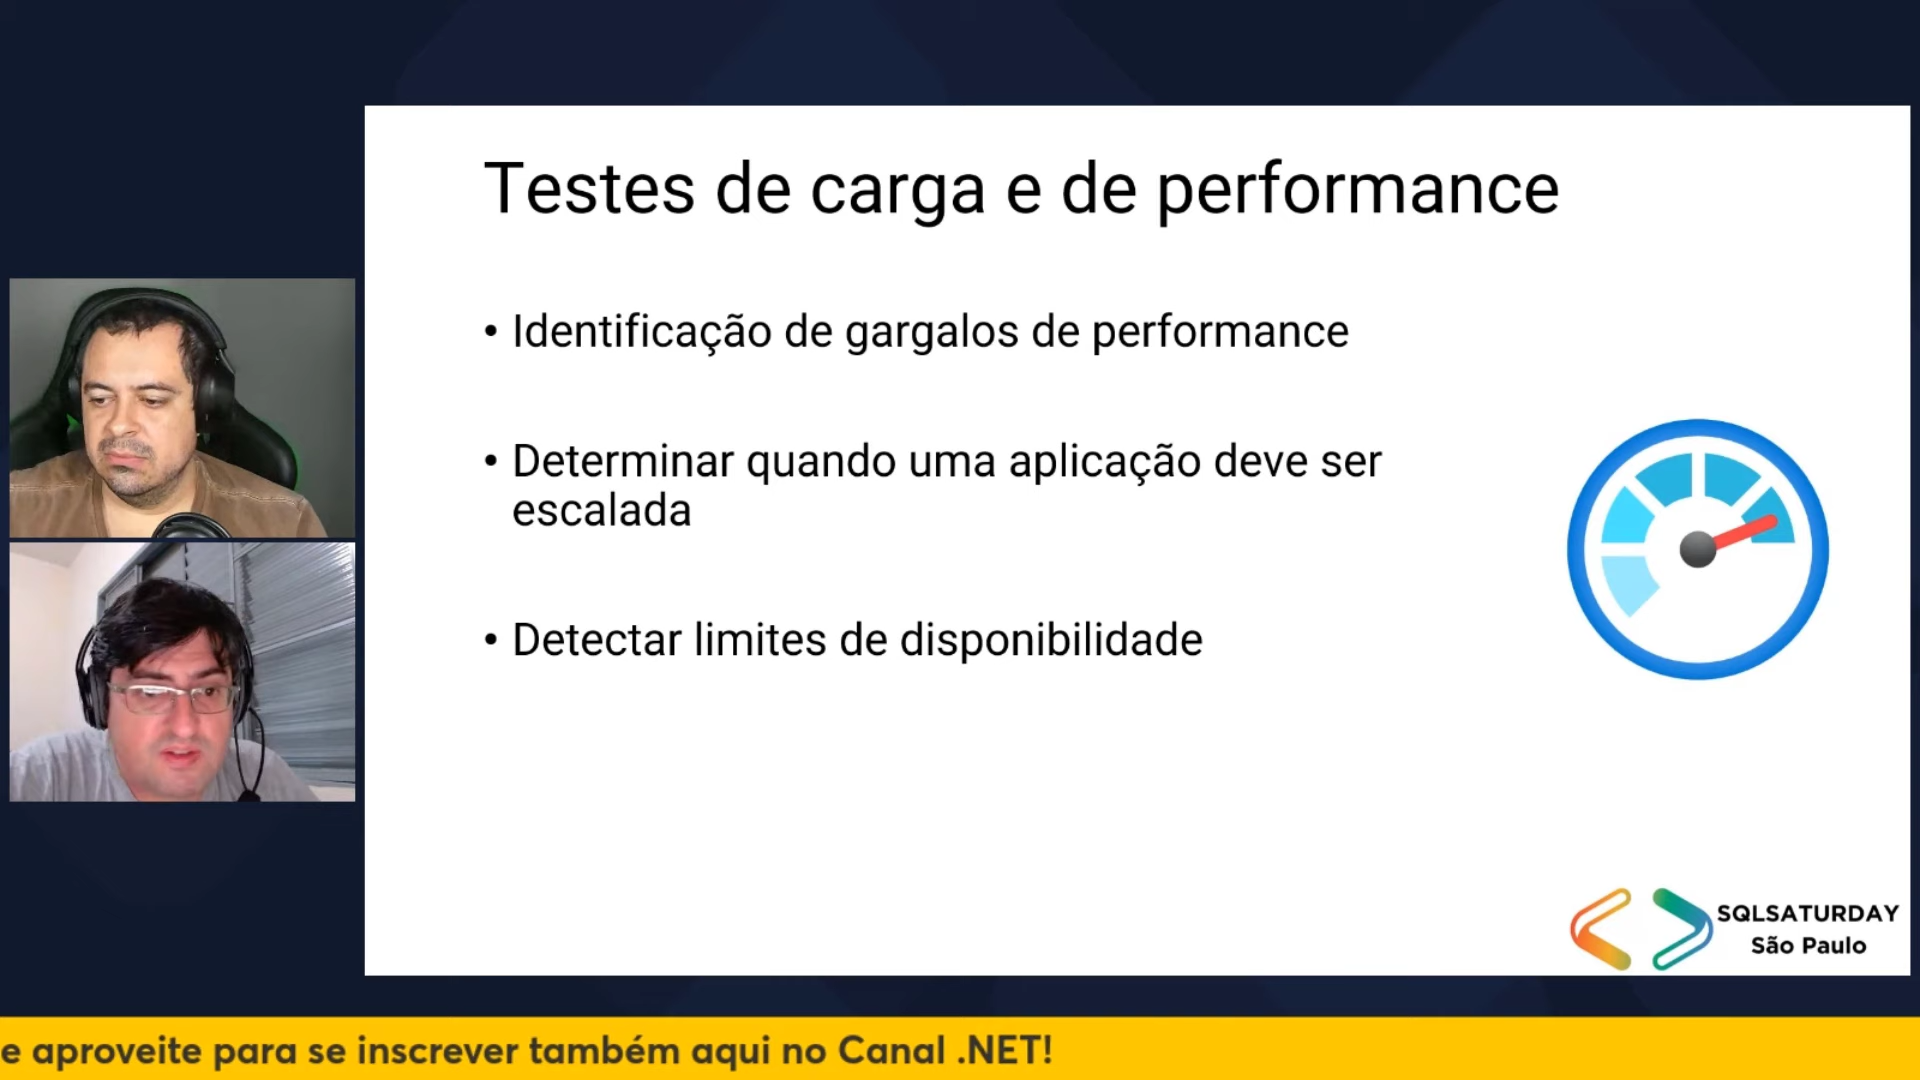 Testes de carga e de performance
• Identificação de gargalos de performance
• Determinar quando uma aplicação deve ser
escalada
• Detectar limites de disponibilidade
SQLSATURDAY
São Paulo
e aproveite para se inscrever também aqui no Canal .NET!